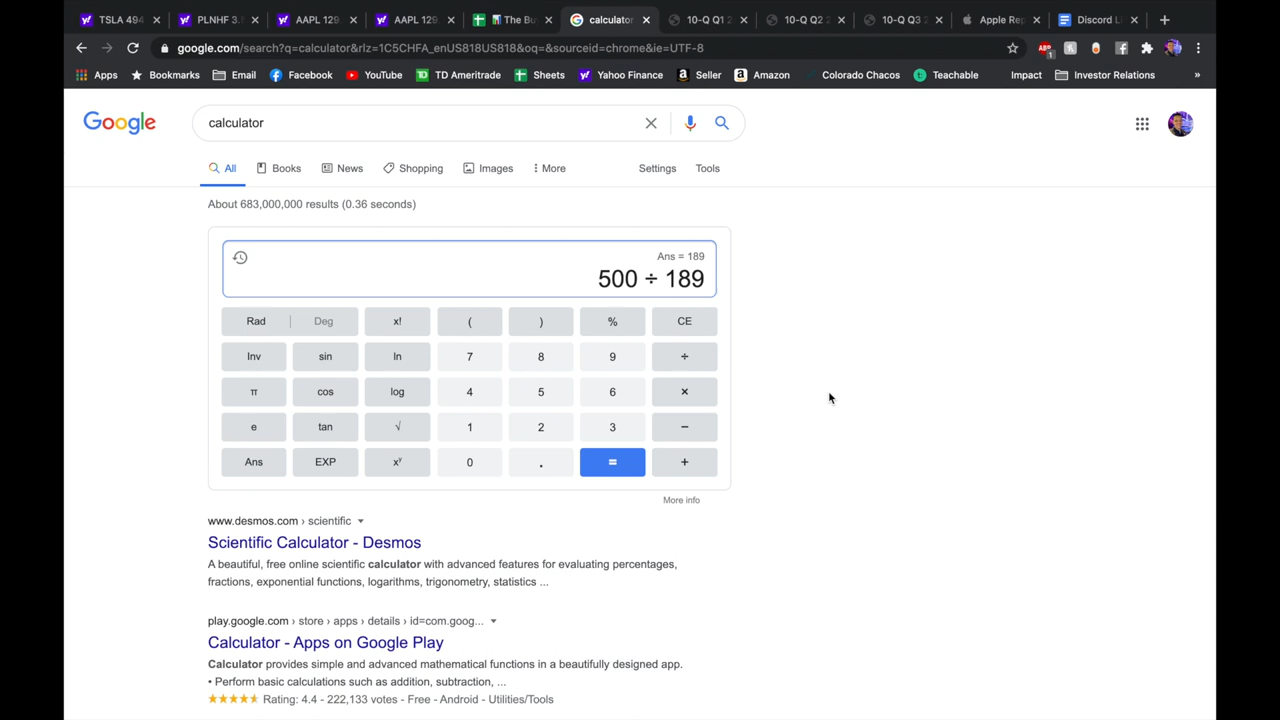 TSLA 494
PLNHF 3.
AAPL 129.
AAPL 129.
The Bu
calculator
10-Q Q1 2
10-Q Q2 2
10-Q Q3 2
Apple Rep
Discord Li
google.com/search?q=calculator&rlz=1C5CHFA_enUS818US818&oq=&sourceid=chrome&ie=UTF-8
Apps Bookmarks Email Facebook YouTube TD Ameritrade Sheets Yahoo Finance Seller Amazon Colorado Chacos Teachable Impact Investor Relations »
Google
calculator
All Books News Shopping Images More Settings Tools
About 683,000,000 results (0.36 seconds)
Ans = 189
500 ÷ 189
Rad Deg x! ( ) % CE
Inv sin ln 7 8 9 ÷
π cos log 4 5 6 ×
e tan √ 1 2 3 −
Ans EXP xʸ 0 . = +
More info
www.desmos.com › scientific
Scientific Calculator - Desmos
A beautiful, free online scientific calculator with advanced features for evaluating percentages,
fractions, exponential functions, logarithms, trigonometry, statistics ...
play.google.com › store › apps › details › id=com.goog...
Calculator - Apps on Google Play
Calculator provides simple and advanced mathematical functions in a beautifully designed app.
• Perform basic calculations such as addition, subtraction, ...
Rating: 4.4 - 222,133 votes - Free - Android - Utilities/Tools